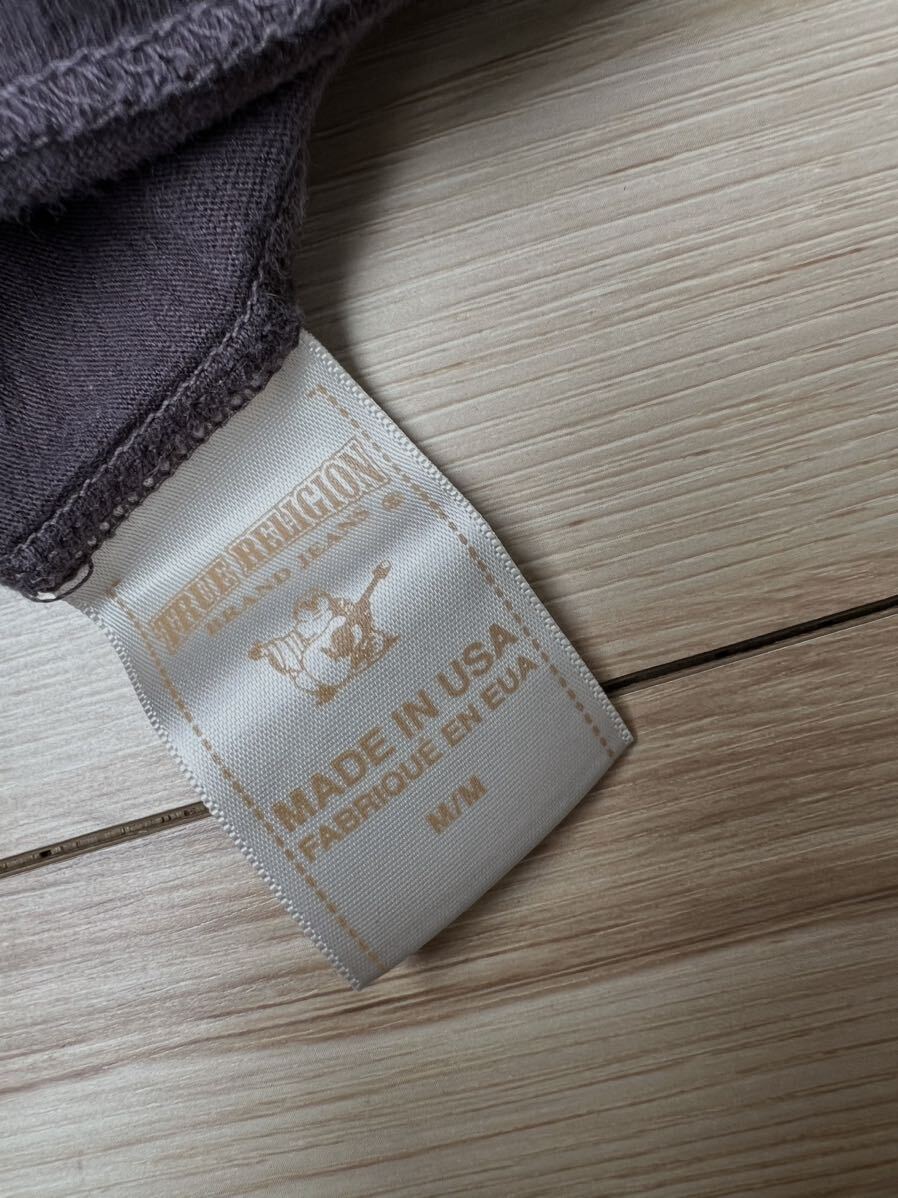 TRUE RELIGION
BRAND JEANS ®
MADE IN USA
FABRIQUE EN EUA
M/M